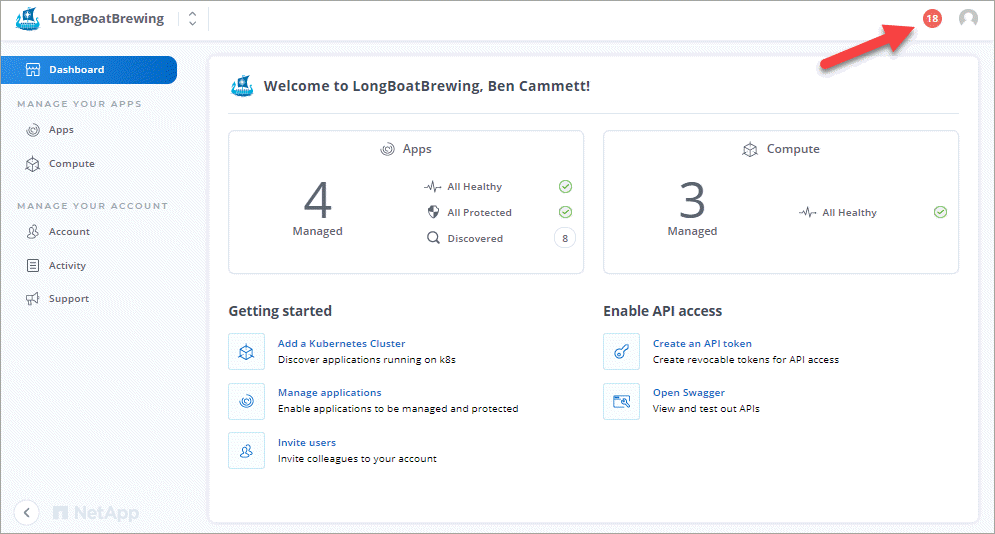 LongBoatBrewing
18
Dashboard
MANAGE YOUR APPS
Apps
Compute
MANAGE YOUR ACCOUNT
Account
Activity
Support
NetApp
Welcome to LongBoatBrewing, Ben Cammett!
Apps
4
Managed
All Healthy
All Protected
Discovered 8
Compute
3
Managed
All Healthy
Getting started
Add a Kubernetes Cluster
Discover applications running on k8s
Manage applications
Enable applications to be managed and protected
Invite users
Invite colleagues to your account
Enable API access
Create an API token
Create revocable tokens for API access
Open Swagger
View and test out APIs